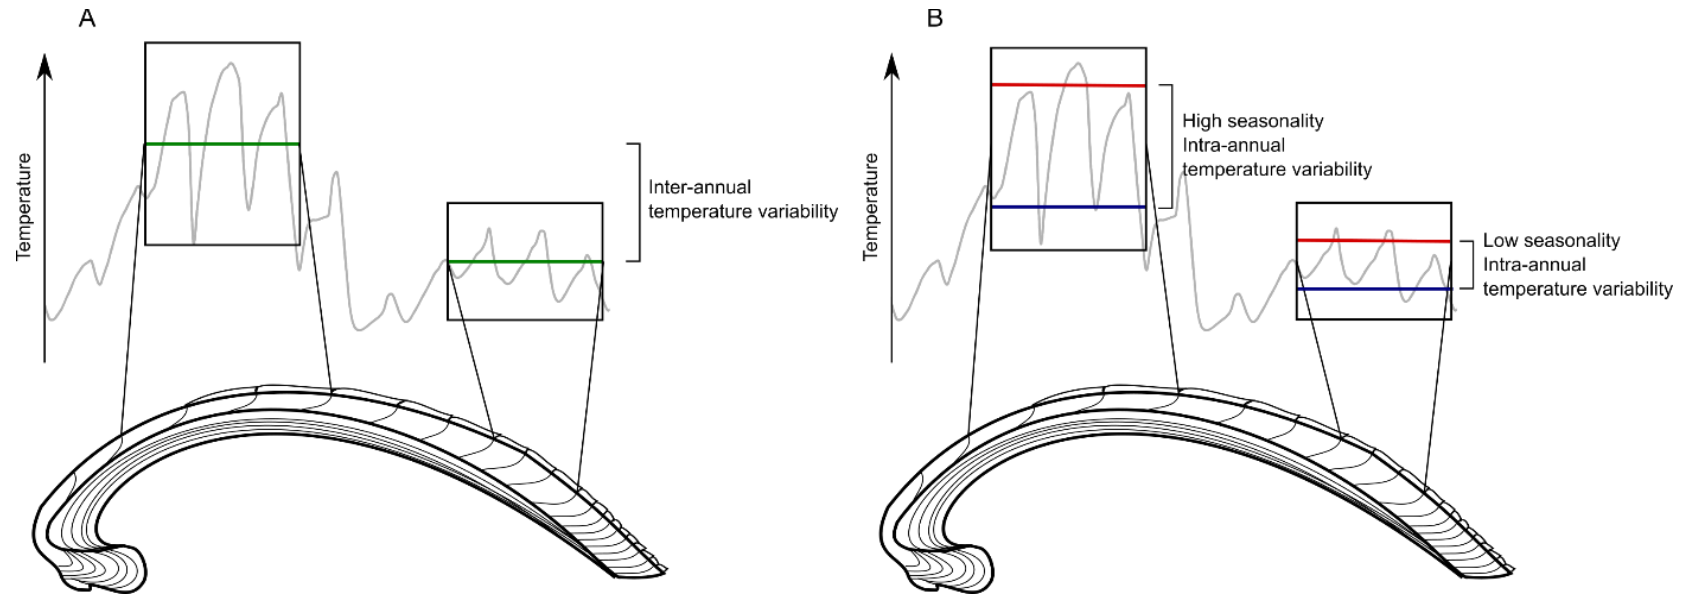 A
Temperature
Inter-annual
temperature variability
B
Temperature
High seasonality
Intra-annual
temperature variability
Low seasonality
Intra-annual
temperature variability